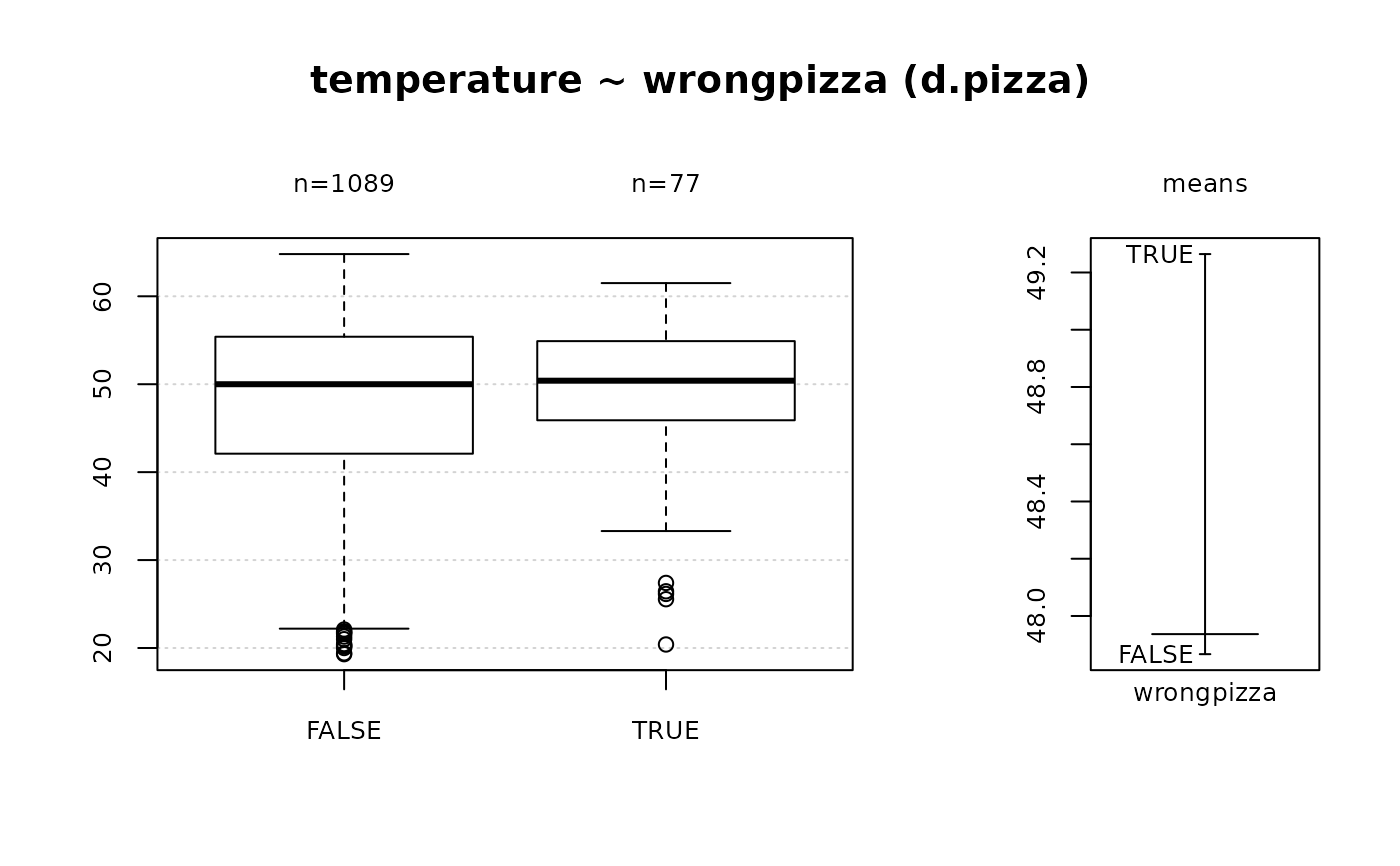 temperature ~ wrongpizza (d.pizza)
n=1089
n=77
means
60
50
40
30
20
FALSE
TRUE
49.2
48.8
48.4
48.0
TRUE
FALSE
wrongpizza